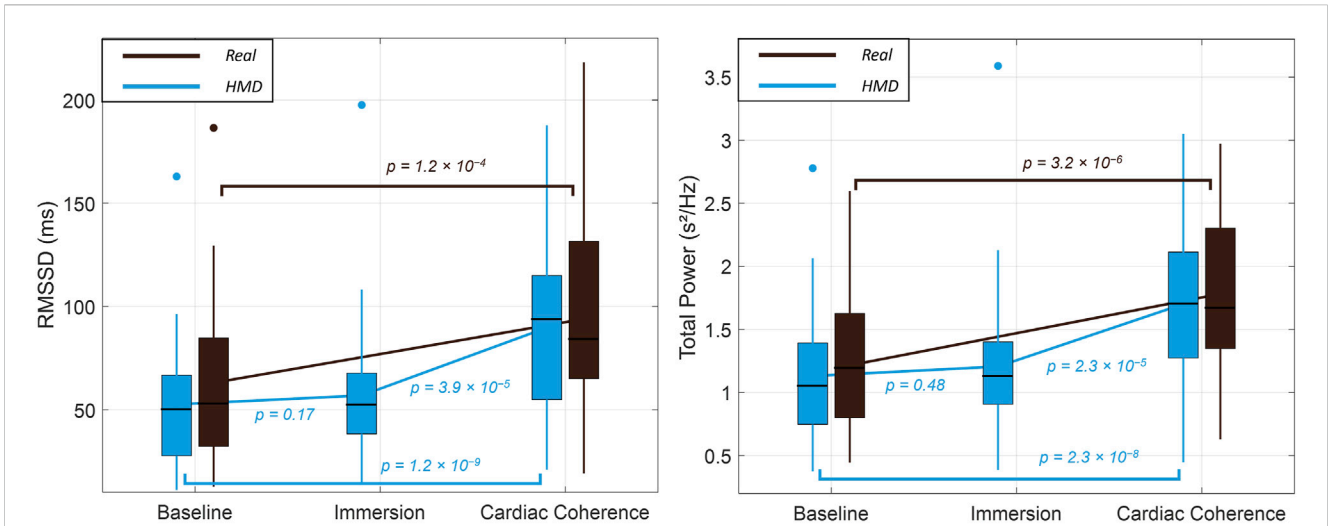 Real
HMD
RMSSD (ms)
200
150
100
50
p = 1.2 × 10⁻⁴
p = 0.17
p = 3.9 × 10⁻⁵
p = 1.2 × 10⁻⁹
Baseline
Immersion
Cardiac Coherence
Real
HMD
Total Power (s²/Hz)
3.5
3
2.5
2
1.5
1
0.5
p = 3.2 × 10⁻⁶
p = 0.48
p = 2.3 × 10⁻⁵
p = 2.3 × 10⁻⁸
Baseline
Immersion
Cardiac Coherence